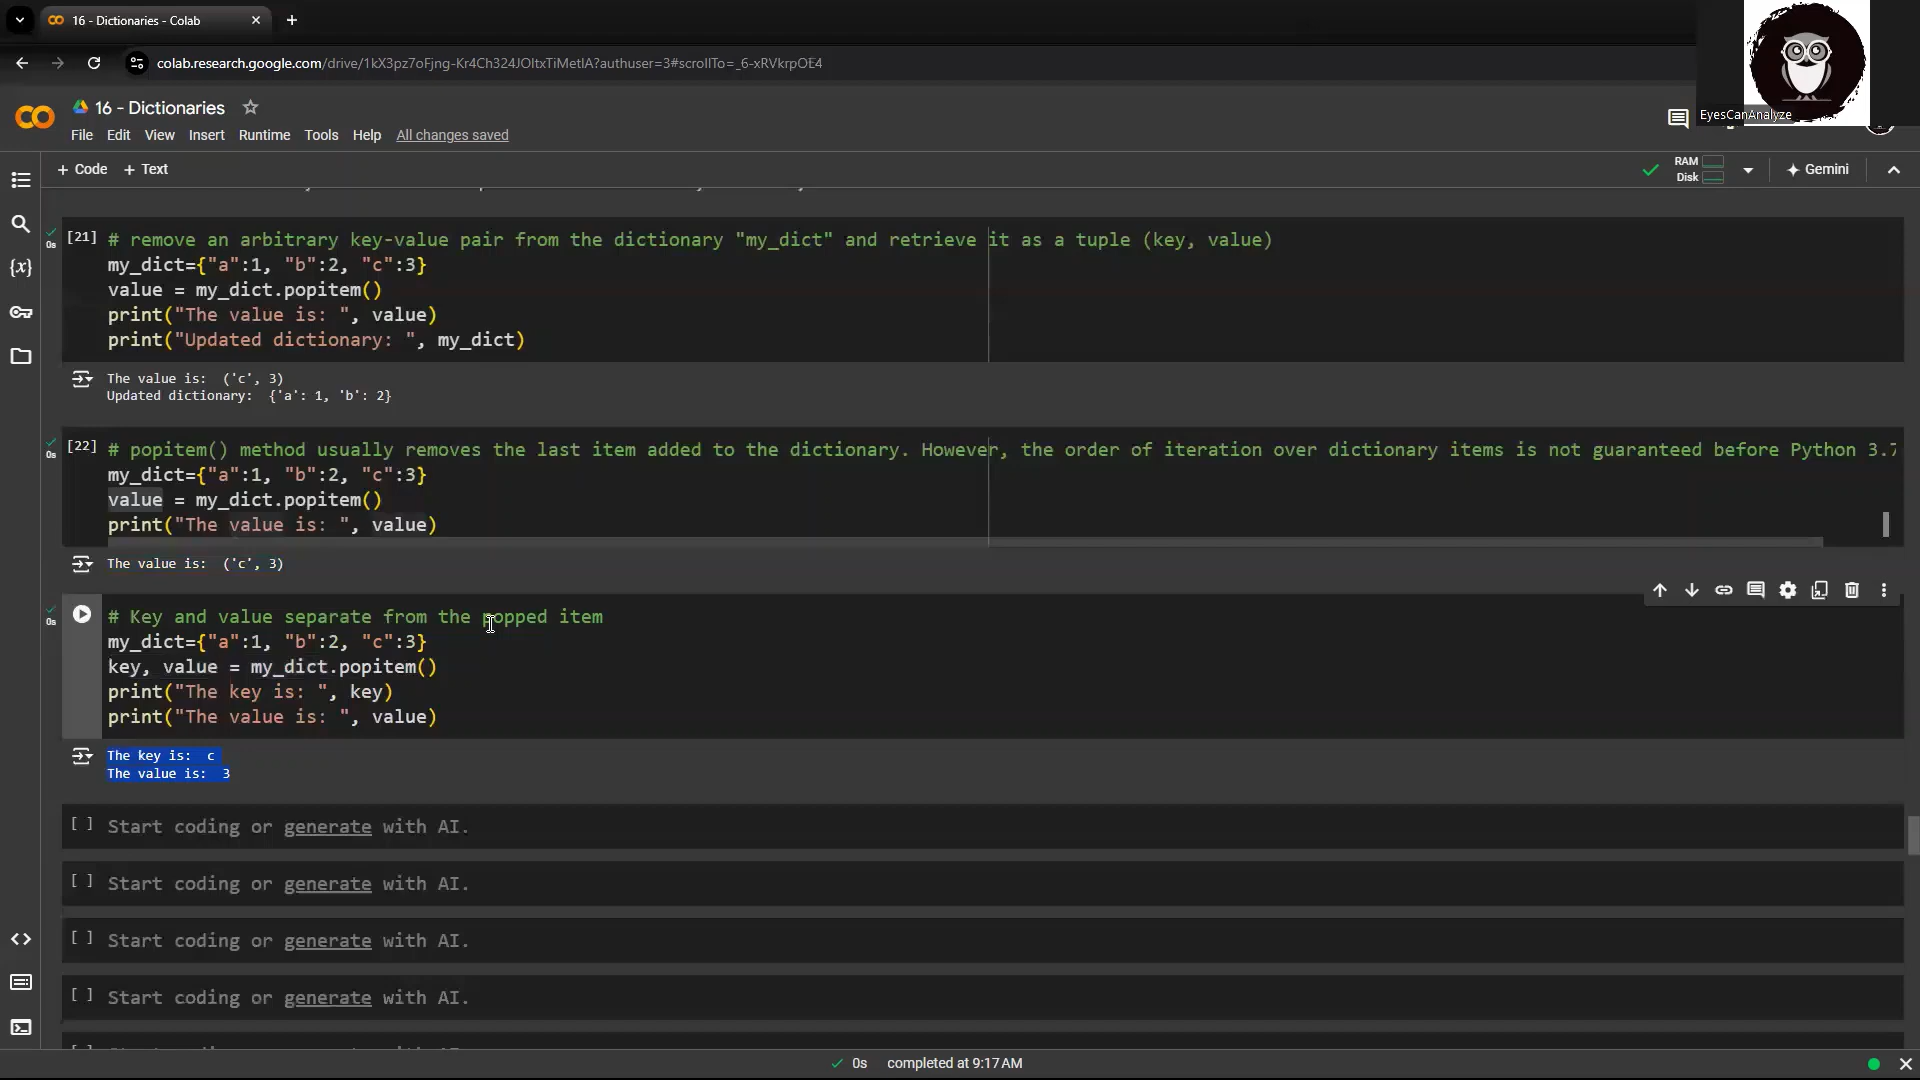 16 - Dictionaries - Colab
colab.research.google.com/drive/1kX3pz7oFjng-Kr4Ch324JOItxTiMetlA?authuser=3#scrollTo=_6-xRVkrpOE4
EyesCanAnalyze
16 - Dictionaries
File Edit View Insert Runtime Tools Help All changes saved
+ Code + Text
RAM
Disk
Gemini
[21] # remove an arbitrary key-value pair from the dictionary "my_dict" and retrieve it as a tuple (key, value)
0s
my_dict={"a":1, "b":2, "c":3}
value = my_dict.popitem()
print("The value is: ", value)
print("Updated dictionary: ", my_dict)
The value is:  ('c', 3)
Updated dictionary:  {'a': 1, 'b': 2}
[22] # popitem() method usually removes the last item added to the dictionary. However, the order of iteration over dictionary items is not guaranteed before Python 3.7
0s
my_dict={"a":1, "b":2, "c":3}
value = my_dict.popitem()
print("The value is: ", value)
The value is:  ('c', 3)
# Key and value separate from the popped item
0s
my_dict={"a":1, "b":2, "c":3}
key, value = my_dict.popitem()
print("The key is: ", key)
print("The value is: ", value)
The key is:  c
The value is:  3
[ ] Start coding or generate with AI.
[ ] Start coding or generate with AI.
[ ] Start coding or generate with AI.
[ ] Start coding or generate with AI.
0s completed at 9:17 AM